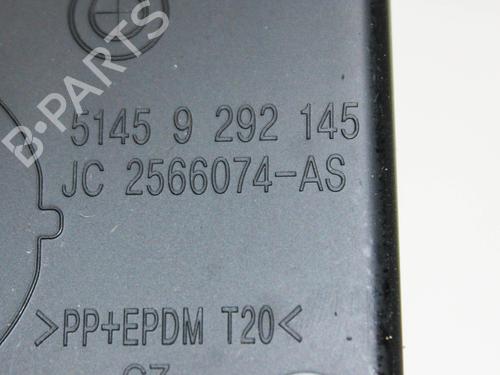 B-PARTS
5145 9 292 145
JC 2566074-AS
>PP+EPDM T20<